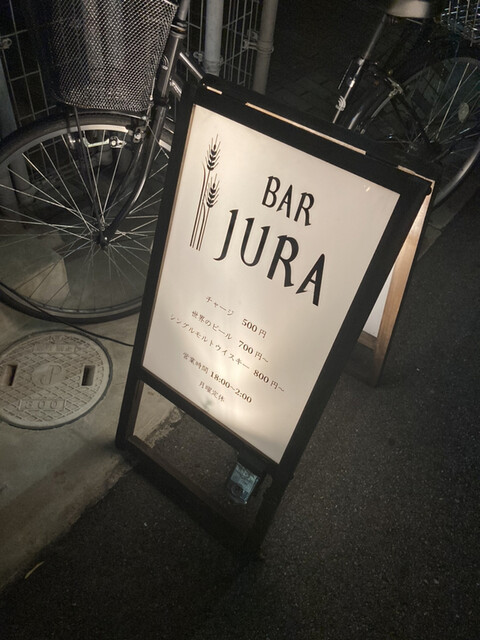 BAR
JURA
チャージ 500円
世界のビール 700円~
シングルモルトウイスキー 800円~
営業時間 18:00~2:00
月曜定休